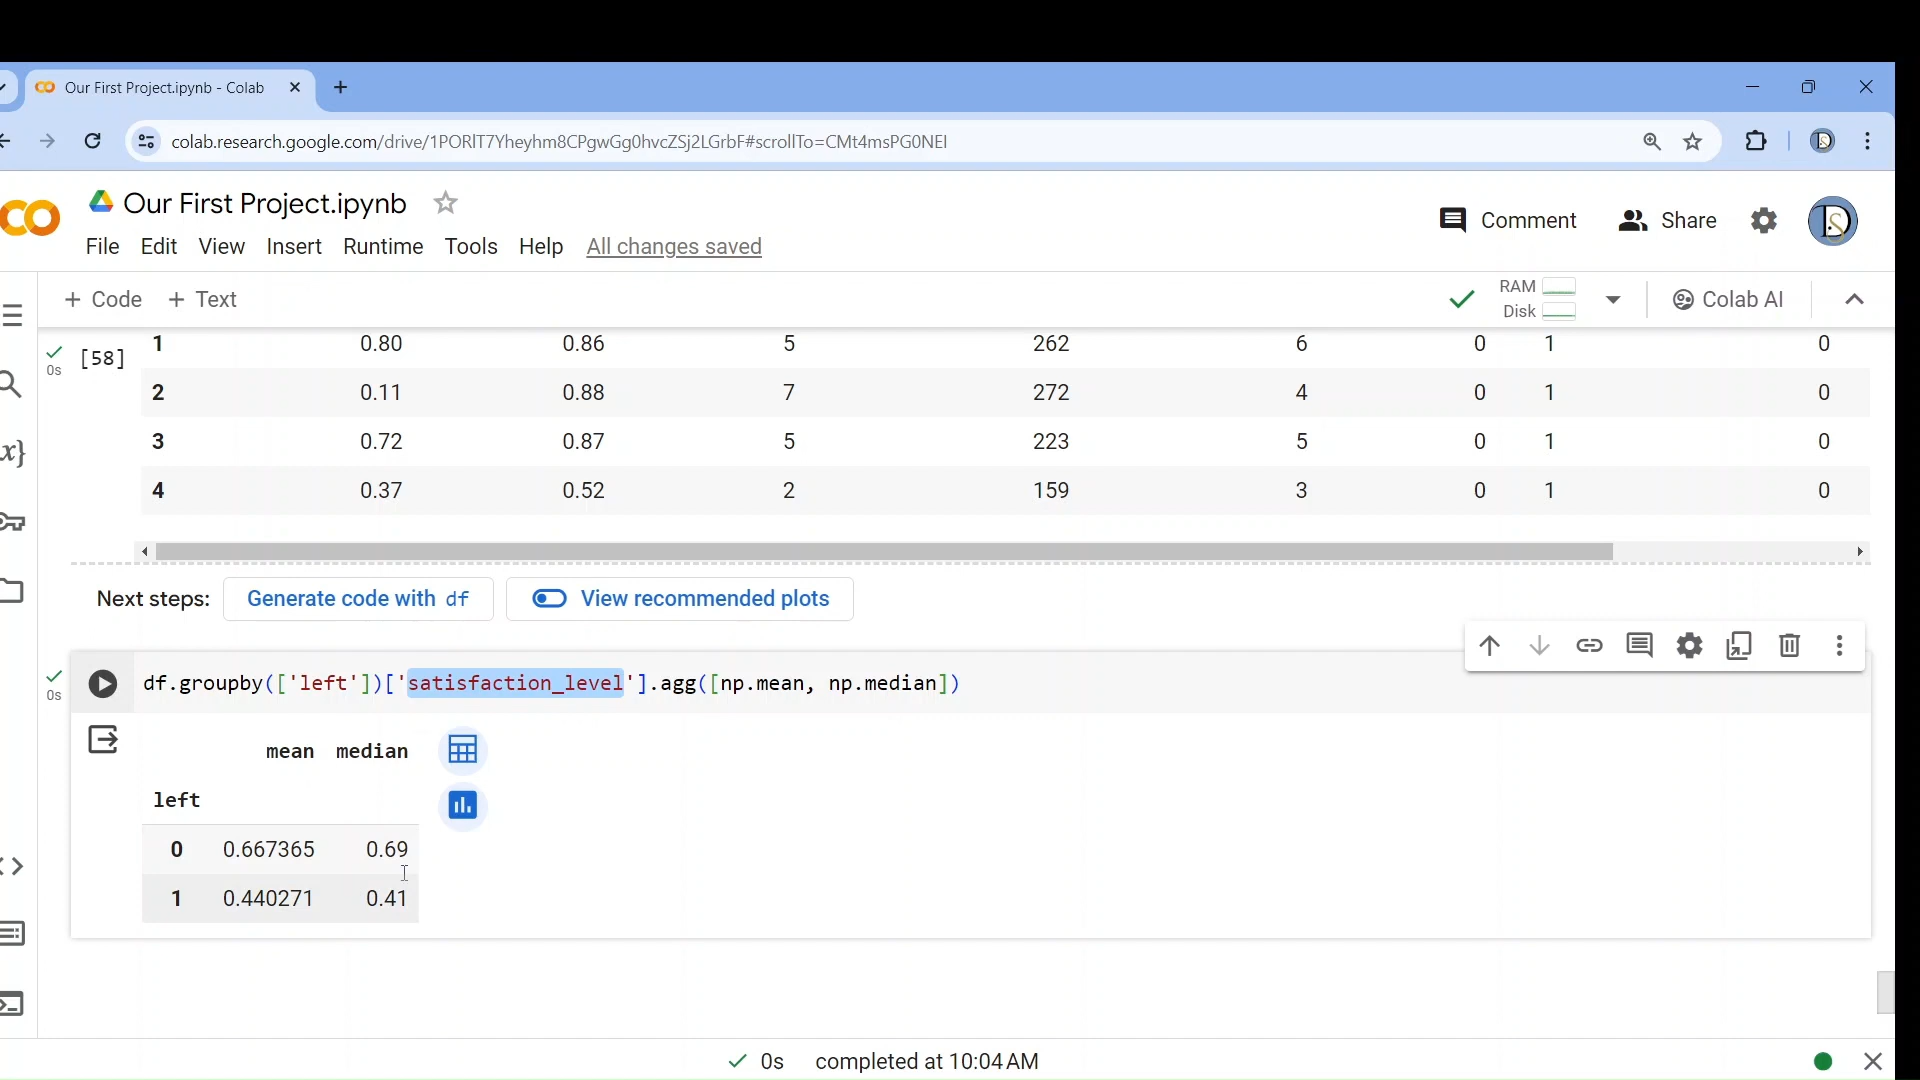 Our First Project.ipynb - Colab
colab.research.google.com/drive/1PORlT7Yheyhm8CPgwGg0hvcZSj2LGrbF#scrollTo=CMt4msPG0NEI
Our First Project.ipynb
Comment Share
File Edit View Insert Runtime Tools Help All changes saved
+ Code + Text RAM Disk Colab AI
[58] 1 0.80 0.86 5 262 6 0 1 0
0s
2 0.11 0.88 7 272 4 0 1 0
3 0.72 0.87 5 223 5 0 1 0
4 0.37 0.52 2 159 3 0 1 0
Next steps: Generate code with df View recommended plots
0s df.groupby(['left'])['satisfaction_level'].agg([np.mean, np.median])
mean median
left
0 0.667365 0.69
1 0.440271 0.41
0s completed at 10:04 AM